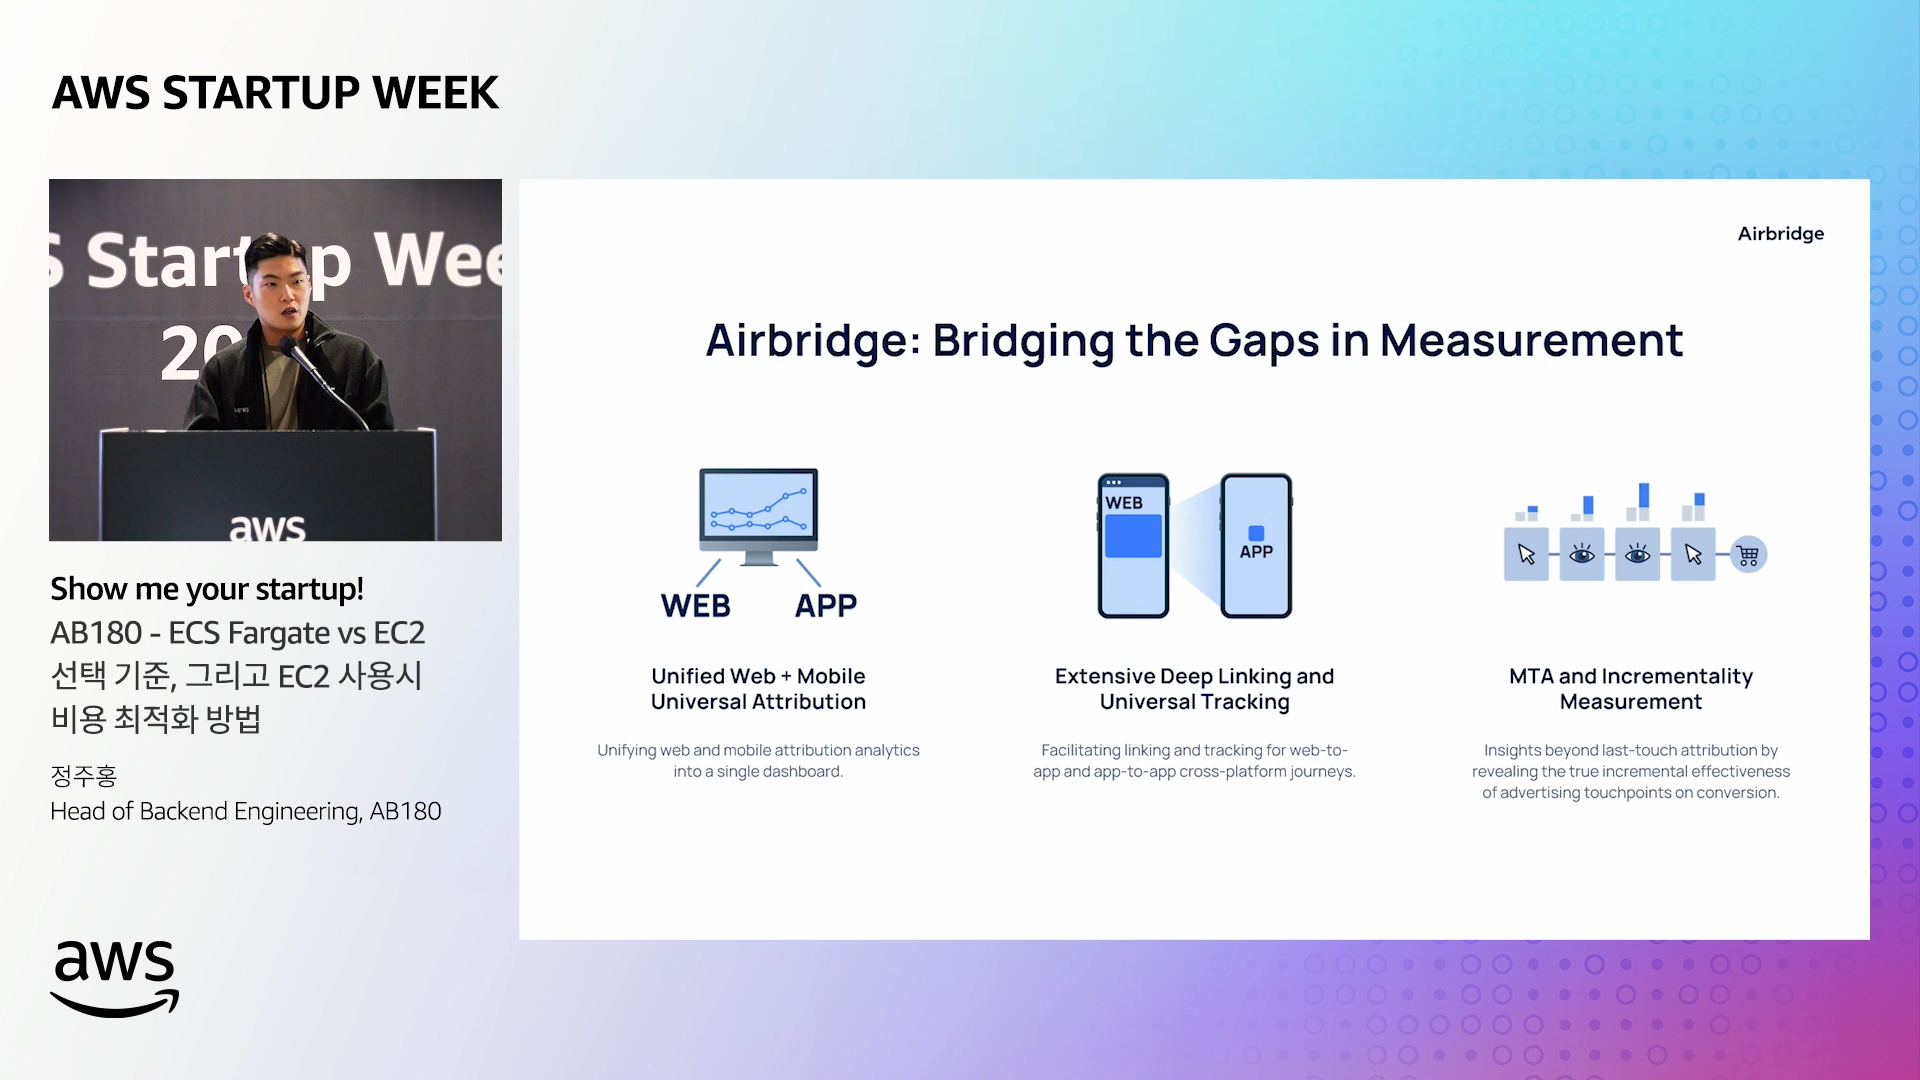 AWS STARTUP WEEK
S Startup Wee
20
aws
Show me your startup!
AB180 - ECS Fargate vs EC2
선택 기준, 그리고 EC2 사용시
비용 최적화 방법
정주홍
Head of Backend Engineering, AB180
aws
Airbridge
Airbridge: Bridging the Gaps in Measurement
WEB APP
Unified Web + Mobile
Universal Attribution
Unifying web and mobile attribution analytics
into a single dashboard.
WEB
APP
Extensive Deep Linking and
Universal Tracking
Facilitating linking and tracking for web-to-
app and app-to-app cross-platform journeys.
MTA and Incrementality
Measurement
Insights beyond last-touch attribution by
revealing the true incremental effectiveness
of advertising touchpoints on conversion.